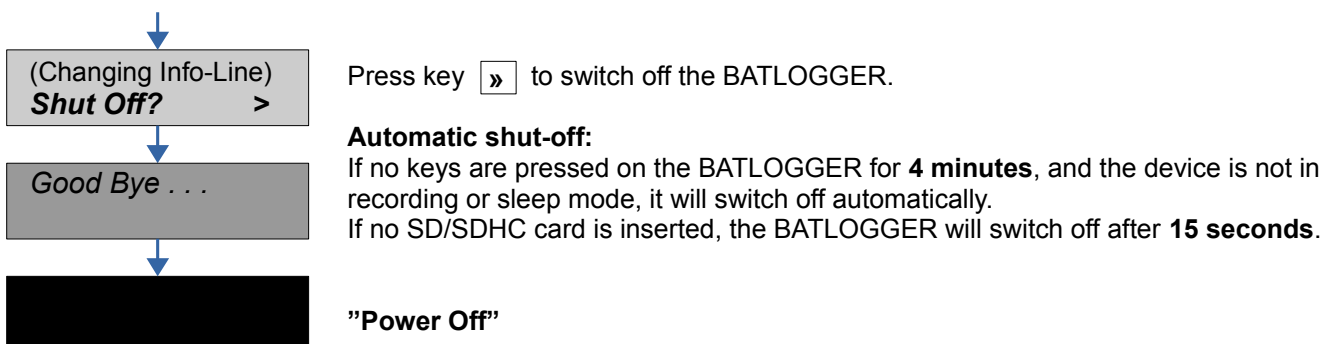 (Changing Info-Line)
Shut Off? >
Press key » to switch off the BATLOGGER.
Automatic shut-off:
If no keys are pressed on the BATLOGGER for 4 minutes, and the device is not in
recording or sleep mode, it will switch off automatically.
If no SD/SDHC card is inserted, the BATLOGGER will switch off after 15 seconds.
Good Bye . . .
”Power Off”